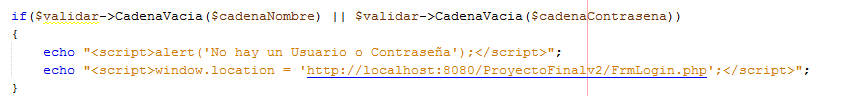 if($validar->CadenaVacia($cadenaNombre) || $validar->CadenaVacia($cadenaContrasena))
{
echo "<script>alert('No hay un Usuario o Contraseña');</script>";
echo "<script>window.location = 'http://localhost:8080/ProyectoFinalv2/FrmLogin.php';</script>";
}